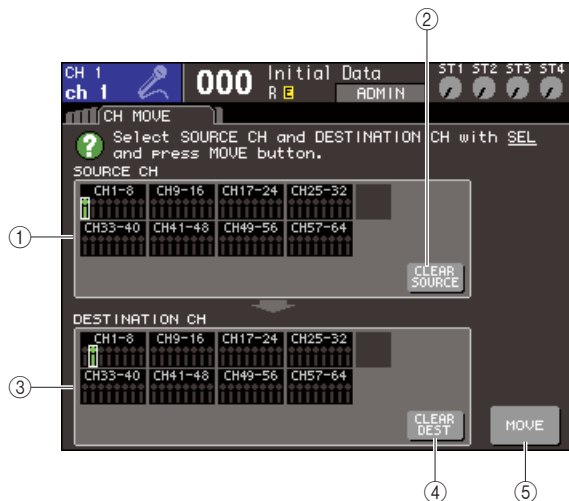 ②
CH 1
ch 1
000
Initial Data
R E ADMIN
ST1 ST2 ST3 ST4
CH MOVE
? Select SOURCE CH and DESTINATION CH with SEL
and press MOVE button.
SOURCE CH
CH1-8 CH9-16 CH17-24 CH25-32
CH33-40 CH41-48 CH49-56 CH57-64
①
CLEAR
SOURCE
DESTINATION CH
CH1-8 CH9-16 CH17-24 CH25-32
CH33-40 CH41-48 CH49-56 CH57-64
③
CLEAR
DEST
MOVE
④
⑤